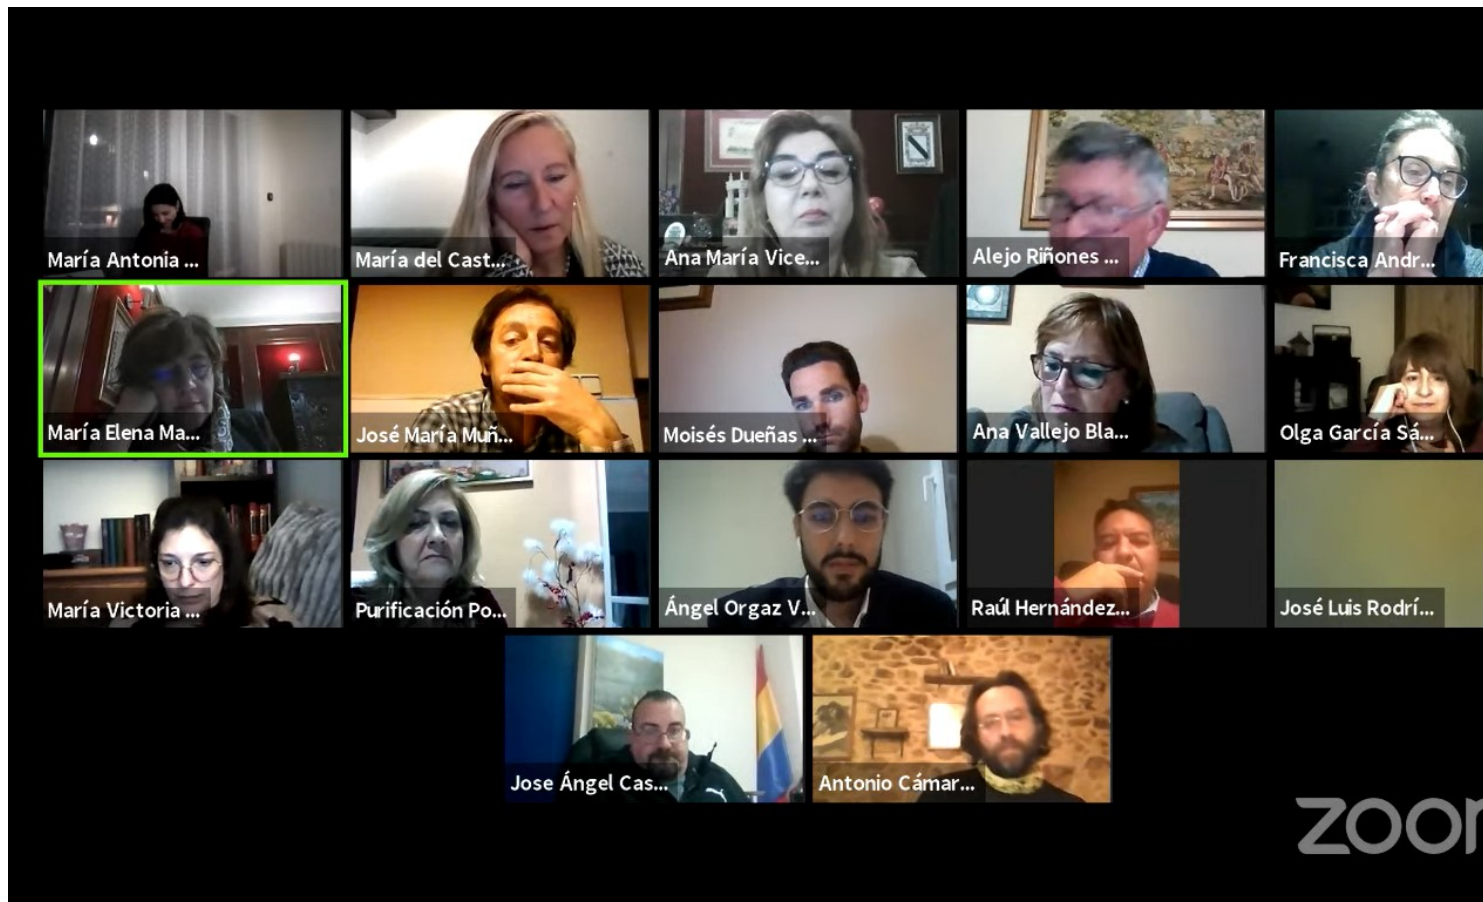 María Antonia ...
María del Cast...
Ana María Vice...
Alejo Riñones ...
Francisca Andr...
María Elena Ma...
José María Muñ...
Moisés Dueñas ...
Ana Vallejo Bla...
Olga García Sá...
María Victoria ...
Purificación Po...
Ángel Orgaz V...
Raúl Hernández...
José Luis Rodrí...
Jose Ángel Cas...
Antonio Cámar...
zoo